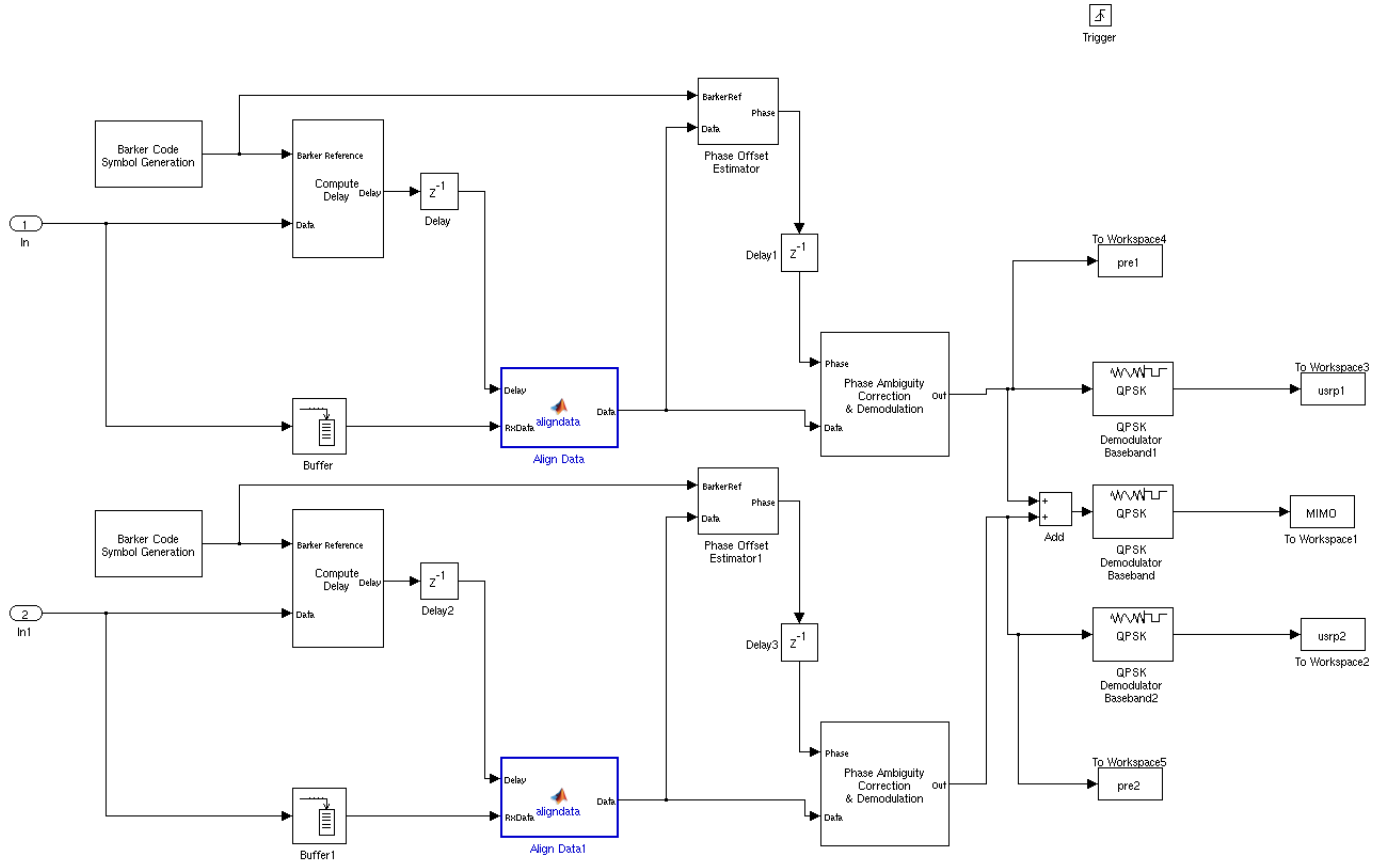 Trigger
BarkerRef
Phase
Data
Phase Offset
Estimator
Barker Code
Symbol Generation
Barker Reference
Compute
Delay
Delay
Data
Z-1
Delay
1
In
Delay1
Z-1
To Workspace4
pre1
Phase
Phase Ambiguity
Correction
& Demodulation
Out
Data
QPSK
QPSK
Demodulator
Baseband1
To Workspace3
usrp1
Delay
Data
aligndata
RxData
Align Data
Buffer
BarkerRef
Phase
Data
Phase Offset
Estimator1
Barker Code
Symbol Generation
Barker Reference
Compute
Delay
Delay
Data
Z-1
Delay2
+
+
Add
QPSK
QPSK
Demodulator
Baseband
MIMO
To Workspace1
2
In1
Delay3
Z-1
QPSK
QPSK
Demodulator
Baseband2
usrp2
To Workspace2
Phase
Phase Ambiguity
Correction
& Demodulation
Out
Data
To Workspace5
pre2
Delay
Data
aligndata
RxData
Align Data1
Buffer1